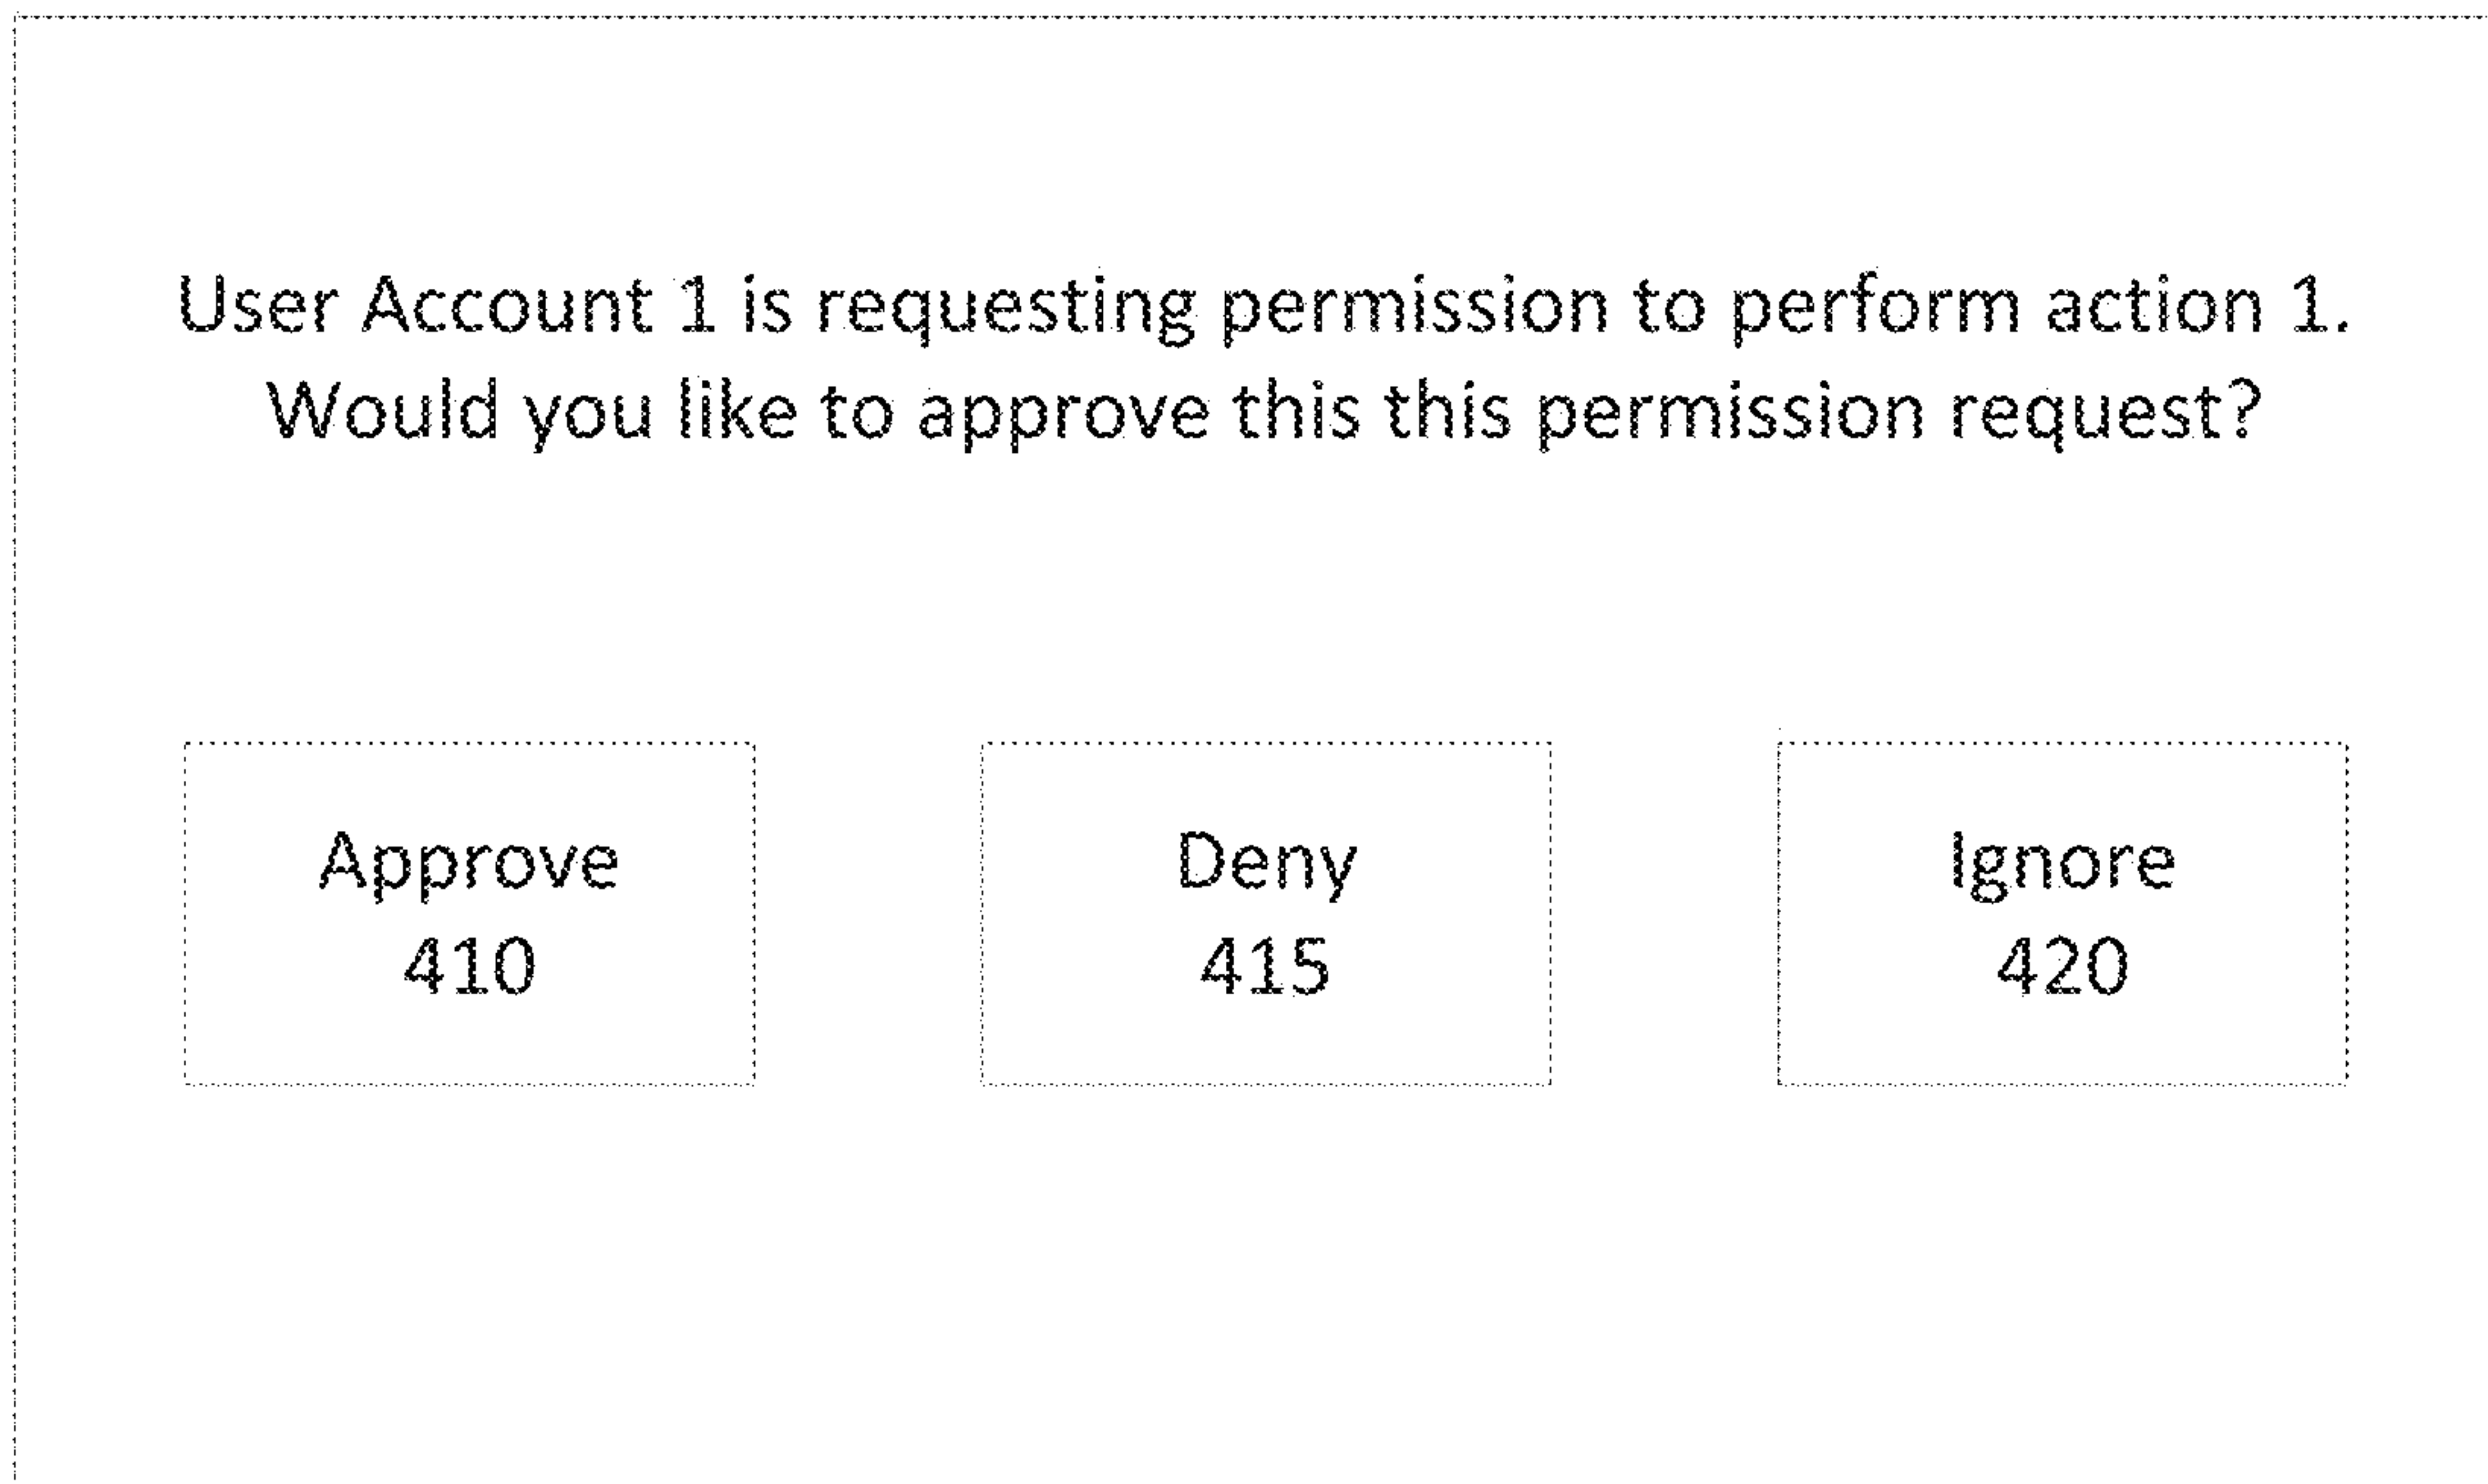 User Account 1 is requesting permission to perform action 1.
Would you like to approve this this permission request?
Approve
410
Deny
415
Ignore
420